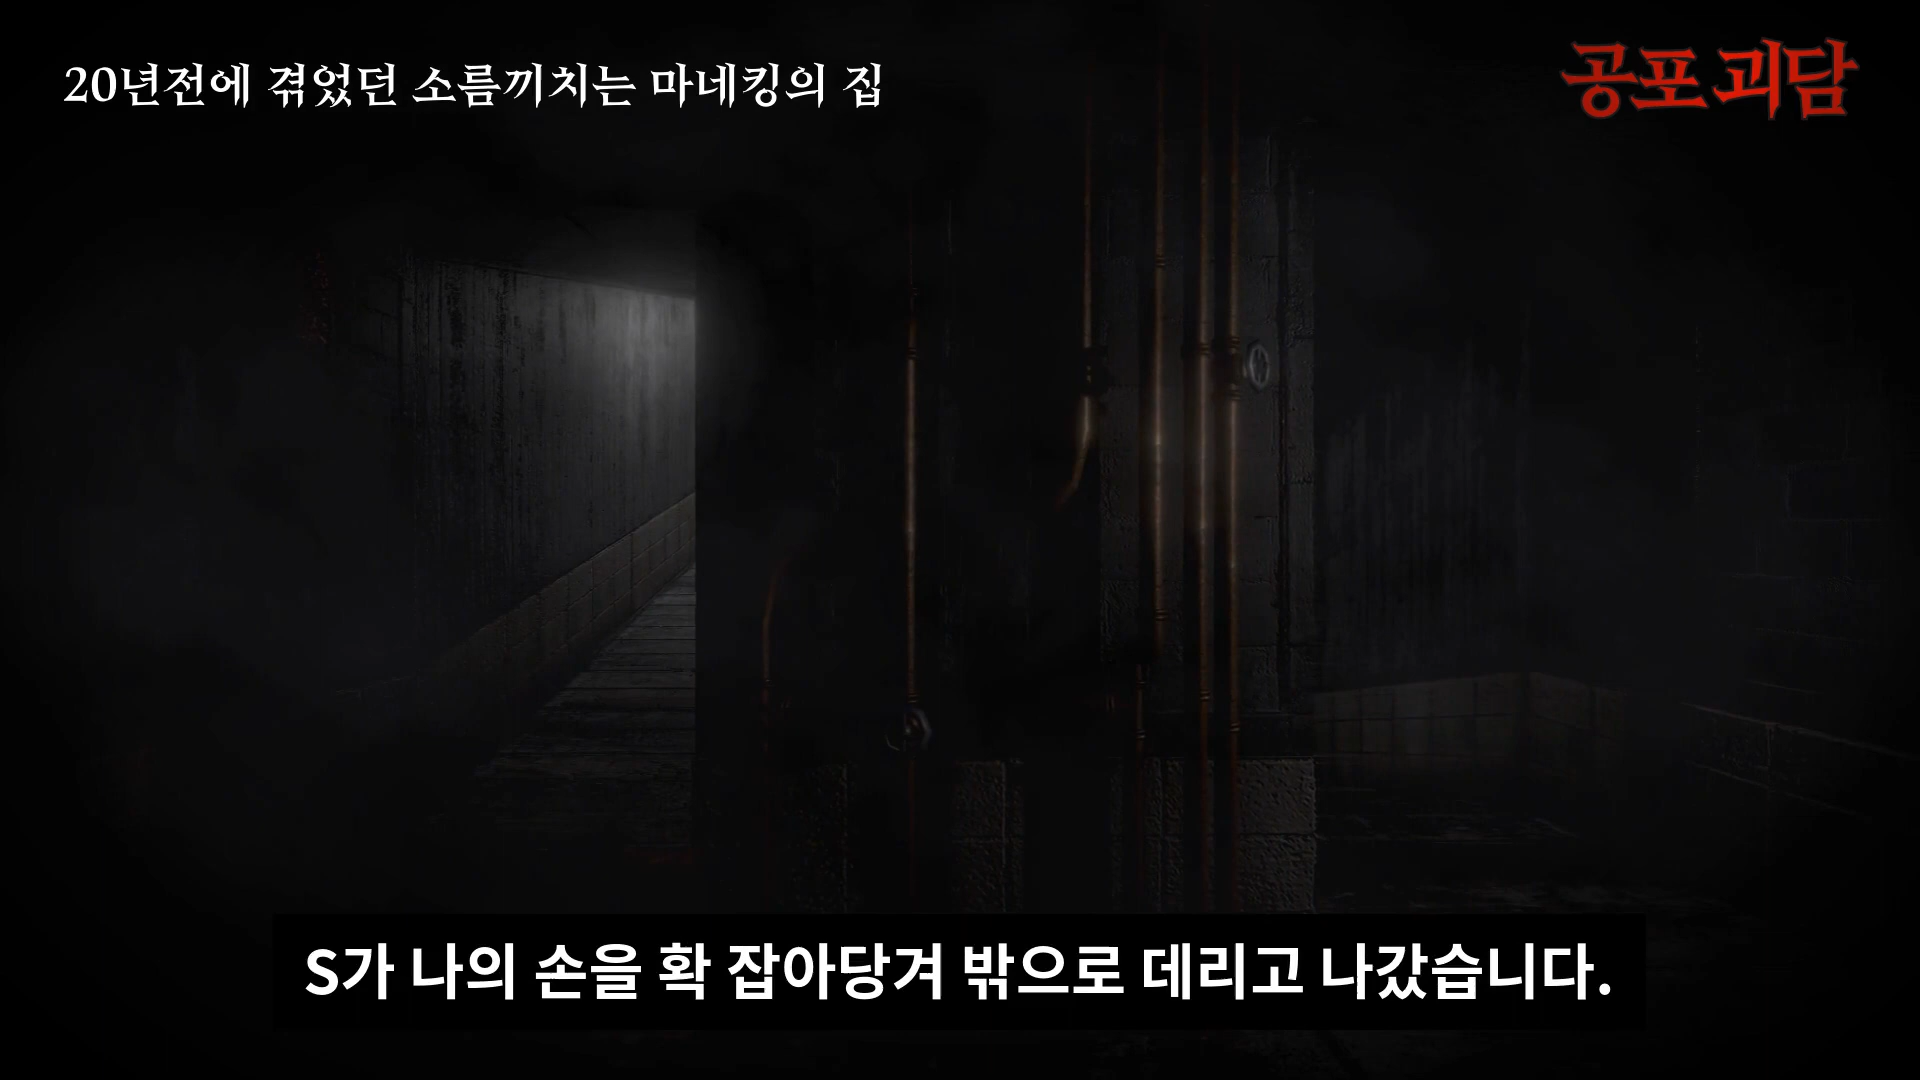 20년전에 겪었던 소름끼치는 마네킹의 집
공포 괴담
S가 나의 손을 확 잡아당겨 밖으로 데리고 나갔습니다.